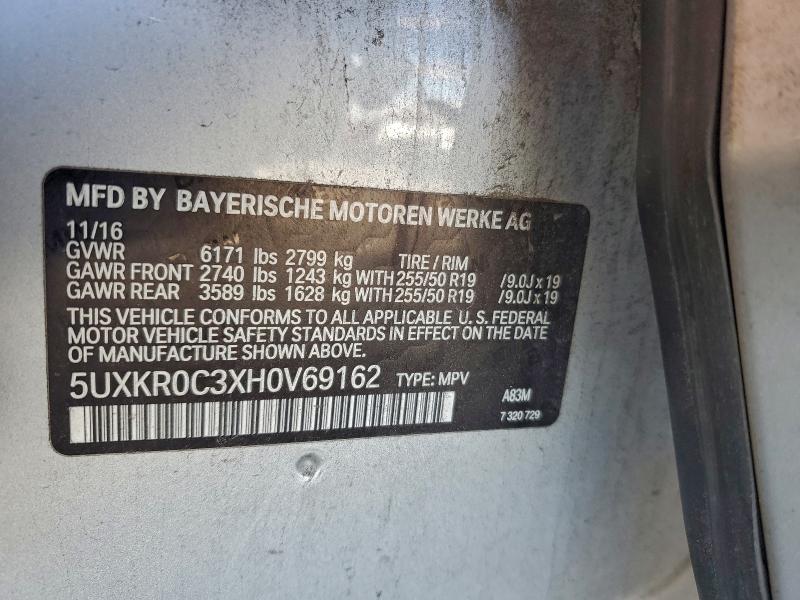 MFD BY BAYERISCHE MOTOREN WERKE AG
11/16
GVWR 6171 lbs 2799 kg TIRE / RIM
GAWR FRONT 2740 lbs 1243 kg WITH 255/50 R19 /9.0J x 19
GAWR REAR 3589 lbs 1628 kg WITH 255/50 R19 /9.0J x 19
THIS VEHICLE CONFORMS TO ALL APPLICABLE U. S. FEDERAL
MOTOR VEHICLE SAFETY STANDARDS IN EFFECT ON THE DATE
OF MANUFACTURE SHOWN ABOVE.
5UXKR0C3XH0V69162 TYPE: MPV A83M
7 320 729